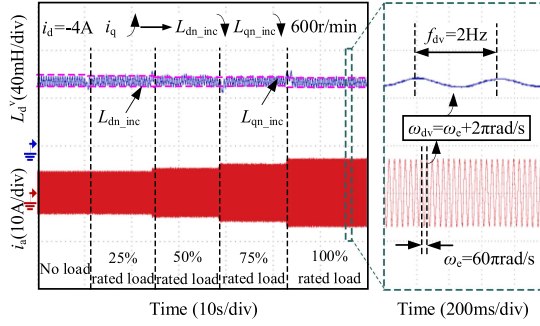 i_d=-4A i_q L_dn_inc L_qn_inc 600r/min
f_dv=2Hz
L_d^γ(40mH/div)
L_dn_inc
L_qn_inc
ω_dv=ω_e+2πrad/s
i_a(10A/div)
No load
25% rated load
50% rated load
75% rated load
100% rated load
ω_e=60πrad/s
Time (10s/div)
Time (200ms/div)